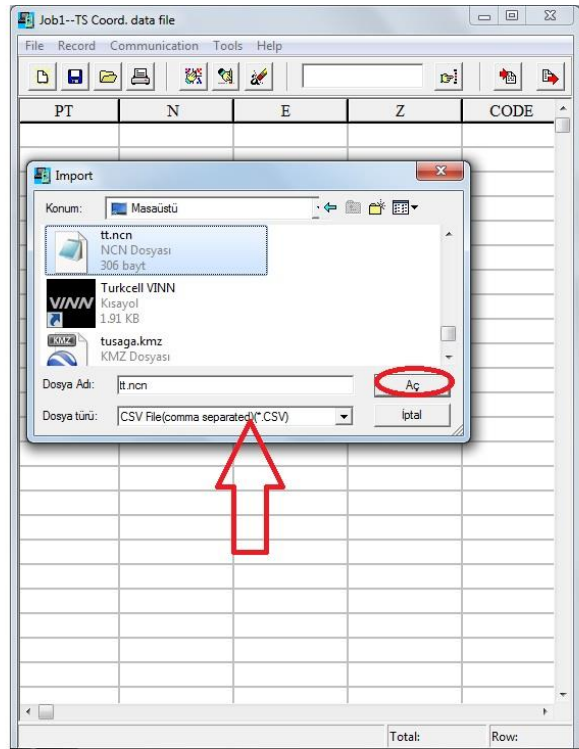 Job1--TS Coord. data file
File Record Communication Tools Help
PT N E Z CODE
Import
Konum: Masaüstü
tt.ncn
NCN Dosyası
306 bayt
VINN
Turkcell VINN
Kısayol
1.91 KB
KMZ
tusaga.kmz
KMZ Dosyası
Dosya Adı: tt.ncn Aç
Dosya türü: CSV File(comma separated)(*.CSV) İptal
Total: Row: